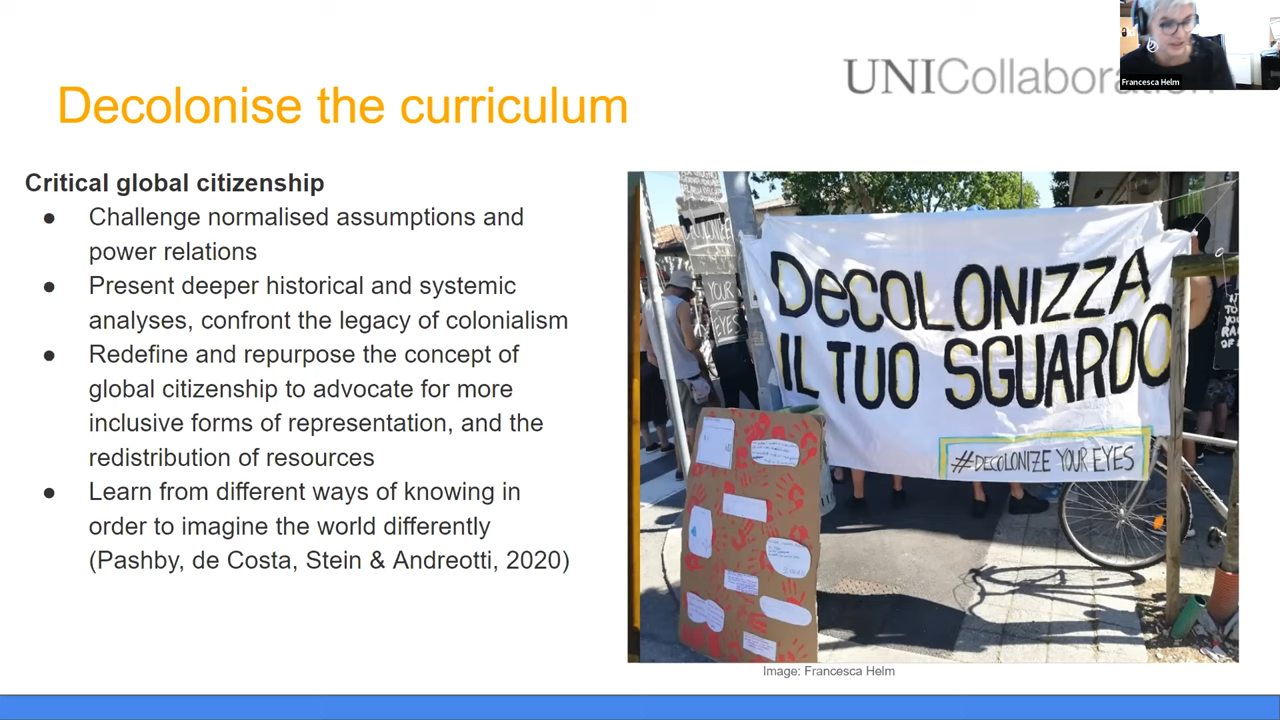 Francesca Helm
UNICollaboration
Decolonise the curriculum
Critical global citizenship
● Challenge normalised assumptions and
power relations
● Present deeper historical and systemic
analyses, confront the legacy of colonialism
● Redefine and repurpose the concept of
global citizenship to advocate for more
inclusive forms of representation, and the
redistribution of resources
● Learn from different ways of knowing in
order to imagine the world differently
(Pashby, de Costa, Stein & Andreotti, 2020)
YOUR
EYES
DeCOLONIZZA
IL TUO SGUARDO
#DECOLONIZE YOUR EYES
Image: Francesca Helm